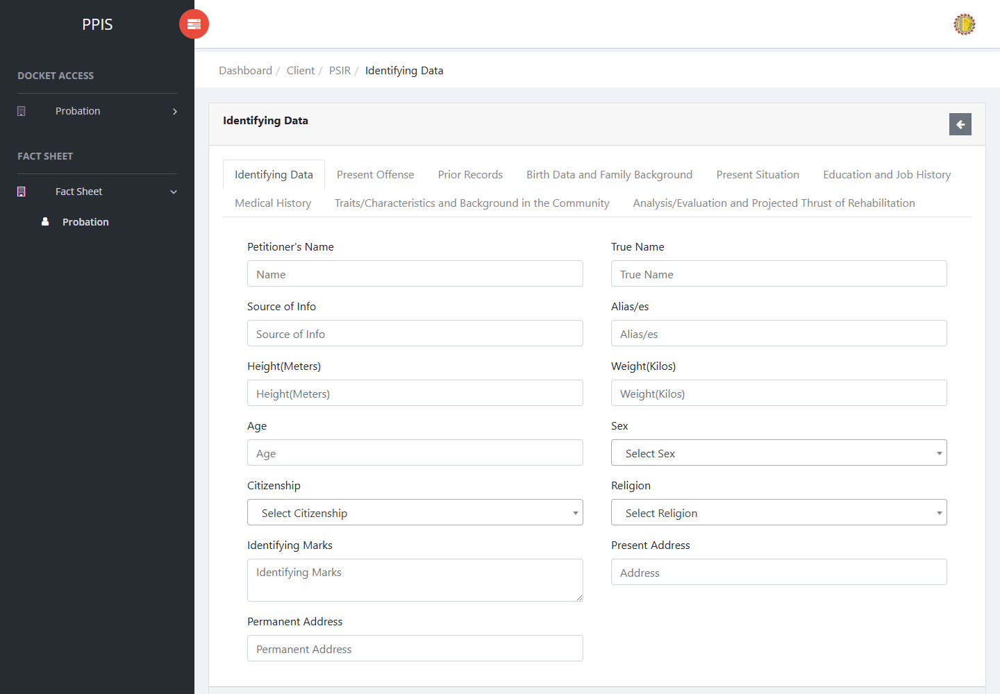 PPIS
DOCKET ACCESS
Probation
FACT SHEET
Fact Sheet
Probation
Dashboard / Client / PSIR / Identifying Data
Identifying Data
Identifying Data Present Offense Prior Records Birth Data and Family Background Present Situation Education and Job History
Medical History Traits/Characteristics and Background in the Community Analysis/Evaluation and Projected Thrust of Rehabilitation
Petitioner's Name True Name
Name True Name
Source of Info Alias/es
Source of Info Alias/es
Height(Meters) Weight(Kilos)
Height(Meters) Weight(Kilos)
Age Sex
Age Select Sex
Citizenship Religion
Select Citizenship Select Religion
Identifying Marks Present Address
Identifying Marks Address
Permanent Address
Permanent Address